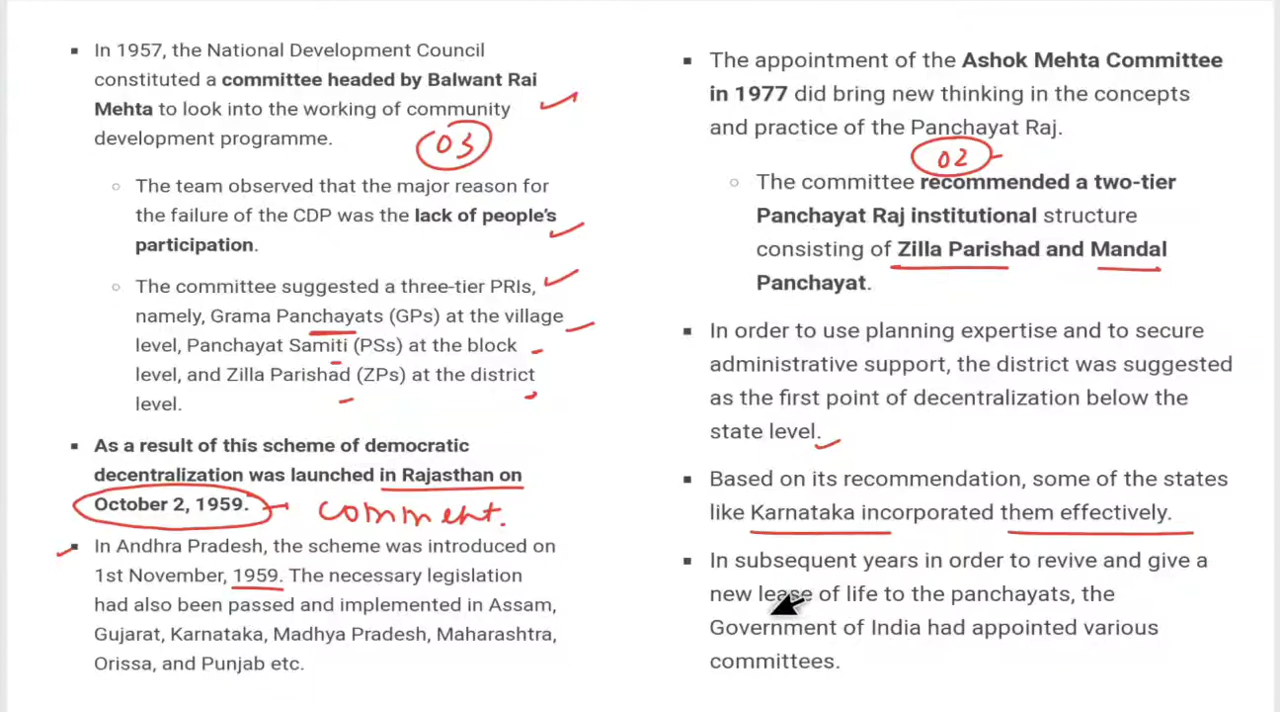 ▪ In 1957, the National Development Council
constituted a committee headed by Balwant Rai
Mehta to look into the working of community
development programme.
03
○ The team observed that the major reason for
the failure of the CDP was the lack of people's
participation.
○ The committee suggested a three-tier PRIs,
namely, Grama Panchayats (GPs) at the village
level, Panchayat Samiti (PSs) at the block
level, and Zilla Parishad (ZPs) at the district
level.
▪ As a result of this scheme of democratic
decentralization was launched in Rajasthan on
October 2, 1959. comment.
▪ In Andhra Pradesh, the scheme was introduced on
1st November, 1959. The necessary legislation
had also been passed and implemented in Assam,
Gujarat, Karnataka, Madhya Pradesh, Maharashtra,
Orissa, and Punjab etc.
▪ The appointment of the Ashok Mehta Committee
in 1977 did bring new thinking in the concepts
and practice of the Panchayat Raj.
02
○ The committee recommended a two-tier
Panchayat Raj institutional structure
consisting of Zilla Parishad and Mandal
Panchayat.
▪ In order to use planning expertise and to secure
administrative support, the district was suggested
as the first point of decentralization below the
state level.
▪ Based on its recommendation, some of the states
like Karnataka incorporated them effectively.
▪ In subsequent years in order to revive and give a
new lease of life to the panchayats, the
Government of India had appointed various
committees.